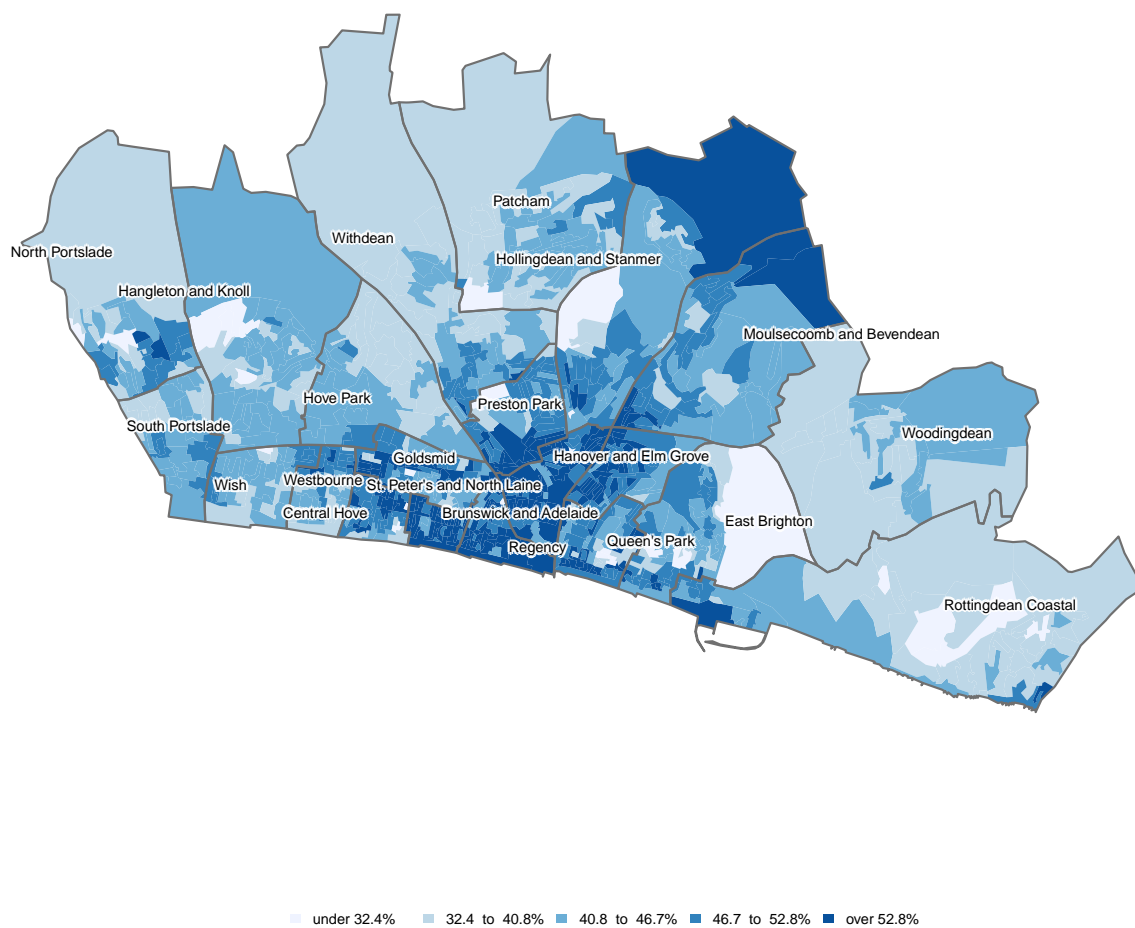 Patcham
Withdean
North Portslade
Hollingdean and Stanmer
Hangleton and Knoll
Moulsecoomb and Bevendean
Hove Park
Preston Park
South Portslade
Woodingdean
Goldsmid
Hanover and Elm Grove
Westbourne
Wish
St. Peter's and North Laine
Central Hove
Brunswick and Adelaide
East Brighton
Queen's Park
Regency
Rottingdean Coastal
under 32.4% 32.4 to 40.8% 40.8 to 46.7% 46.7 to 52.8% over 52.8%